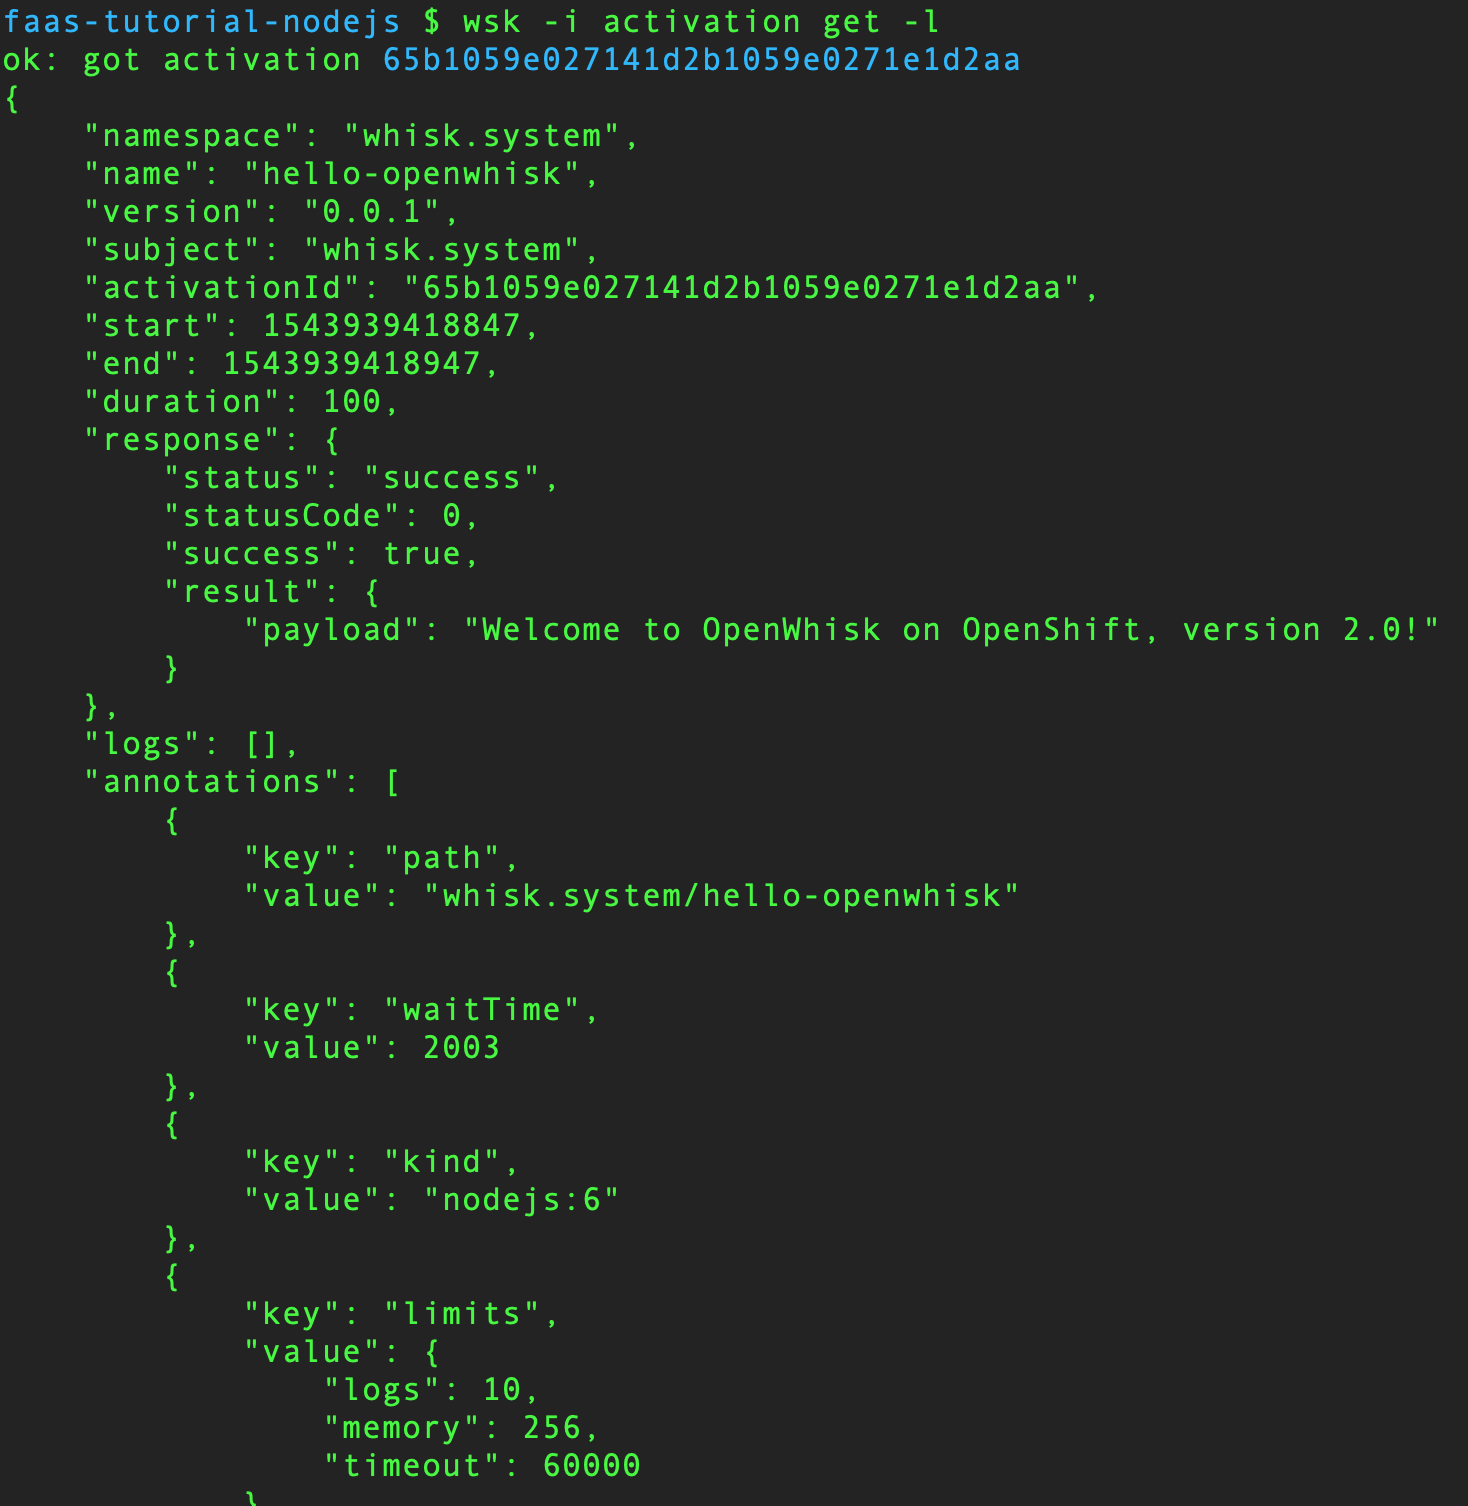 faas-tutorial-nodejs $ wsk -i activation get -l
ok: got activation 65b1059e027141d2b1059e0271e1d2aa
{
    "namespace": "whisk.system",
    "name": "hello-openwhisk",
    "version": "0.0.1",
    "subject": "whisk.system",
    "activationId": "65b1059e027141d2b1059e0271e1d2aa",
    "start": 1543939418847,
    "end": 1543939418947,
    "duration": 100,
    "response": {
        "status": "success",
        "statusCode": 0,
        "success": true,
        "result": {
            "payload": "Welcome to OpenWhisk on OpenShift, version 2.0!"
        }
    },
    "logs": [],
    "annotations": [
        {
            "key": "path",
            "value": "whisk.system/hello-openwhisk"
        },
        {
            "key": "waitTime",
            "value": 2003
        },
        {
            "key": "kind",
            "value": "nodejs:6"
        },
        {
            "key": "limits",
            "value": {
                "logs": 10,
                "memory": 256,
                "timeout": 60000
            }